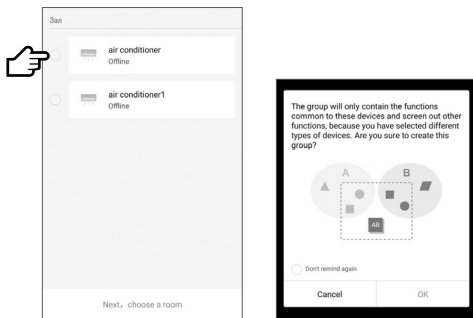 Зал
air conditioner
Offline
air conditioner1
Offline
Next, choose a room
The group will only contain the functions
common to these devices and screen out other
functions, because you have selected different
types of devices. Are you sure to create this
group?
A
B
AB
Don't remind again
Cancel
OK